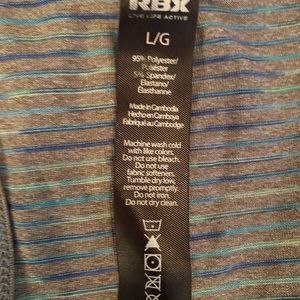 RBX
LIVE LIFE ACTIVE
L/G
95% Polyester/
Poliéster
5% Spandex/
Elastano/
Élasthanne
Made in Cambodia
Hecho en Camboya
Fabriqué au Cambodge
Machine wash cold
with like colors.
Do not use bleach.
Do not use
fabric softeners.
Tumble dry low,
remove promptly.
Do not iron.
Do not dry clean.